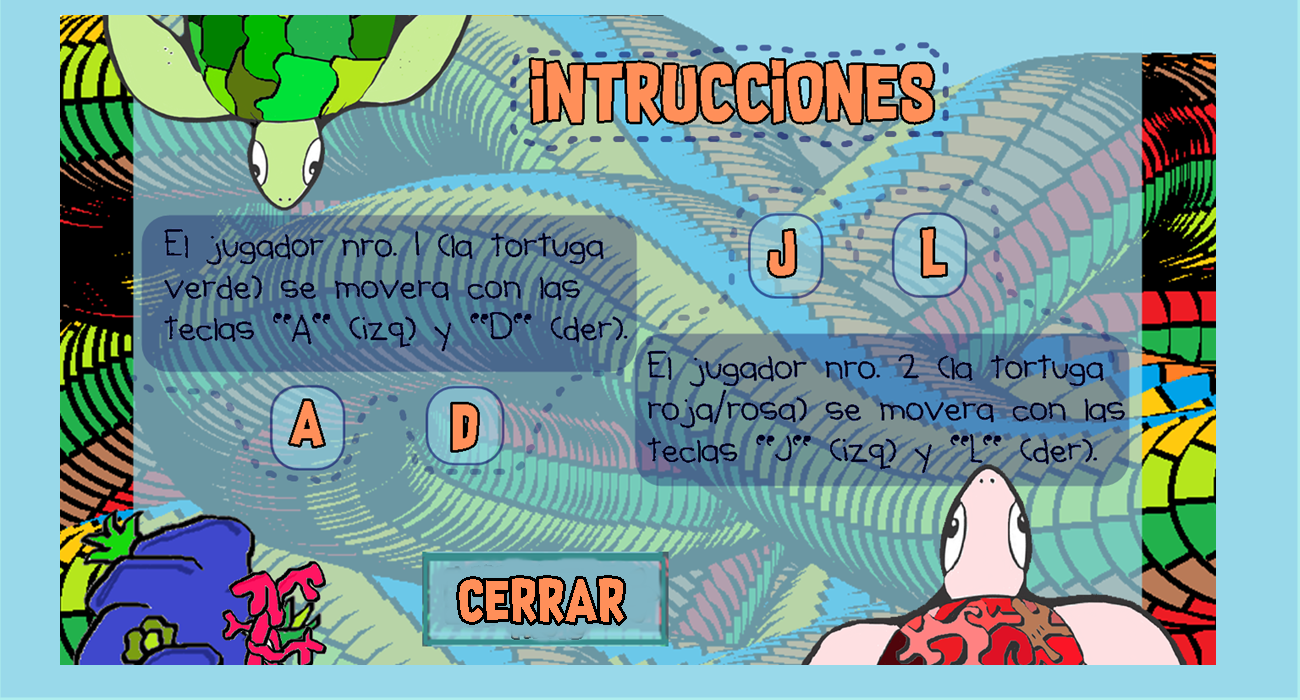 iNTRUCCiONES
El jugador nro. 1 (la tortuga
verde) se movera con las
teclas "A" (izq) y "D" (der).
J L
El jugador nro. 2 (la tortuga
roja/rosa) se movera con las
teclas "J" (izq) y "L" (der).
A D
CERRAR